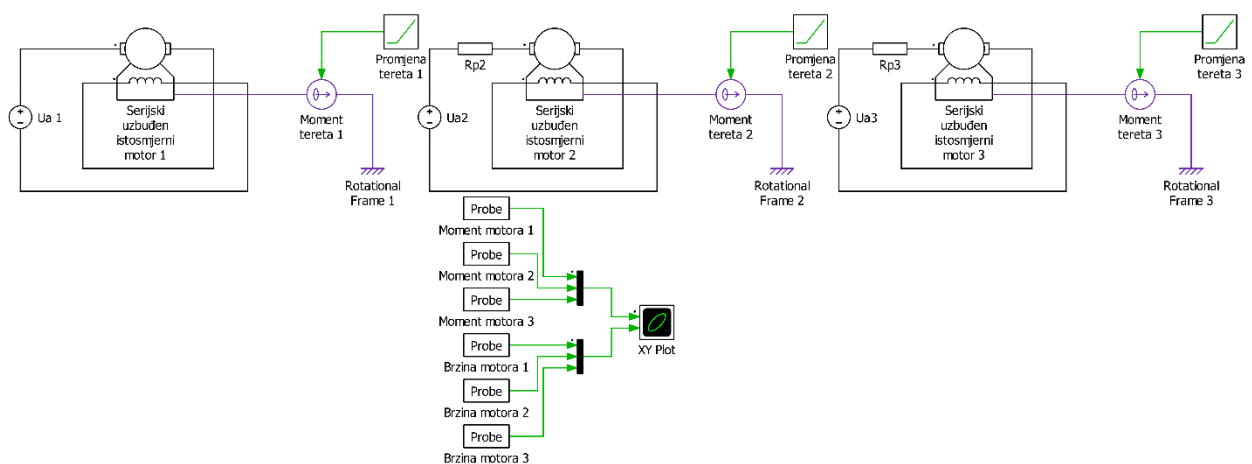 Promjena
tereta 1
Ua 1
Serijski
uzbuđen
istosmjerni
motor 1
Moment
tereta 1
Rotational
Frame 1
Rp2
Promjena
tereta 2
Ua2
Serijski
uzbuđen
istosmjerni
motor 2
Moment
tereta 2
Rotational
Frame 2
Rp3
Promjena
tereta 3
Ua3
Serijski
uzbuđen
istosmjerni
motor 3
Moment
tereta 3
Rotational
Frame 3
Probe
Moment motora 1
Probe
Moment motora 2
Probe
Moment motora 3
Probe
Brzina motora 1
Probe
Brzina motora 2
Probe
Brzina motora 3
XY Plot